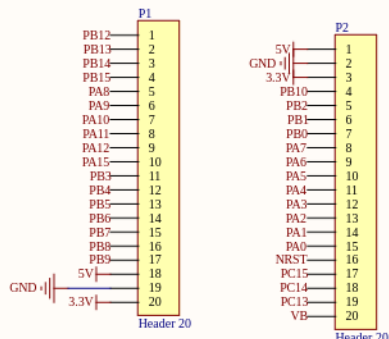 P1
PB12 1
PB13 2
PB14 3
PB15 4
PA8 5
PA9 6
PA10 7
PA11 8
PA12 9
PA15 10
PB3 11
PB4 12
PB5 13
PB6 14
PB7 15
PB8 16
PB9 17
5V 18
GND 19
3.3V 20
Header 20
P2
5V 1
GND 2
3.3V 3
PB10 4
PB2 5
PB1 6
PB0 7
PA7 8
PA6 9
PA5 10
PA4 11
PA3 12
PA2 13
PA1 14
PA0 15
NRST 16
PC15 17
PC14 18
PC13 19
VB 20
Header 20